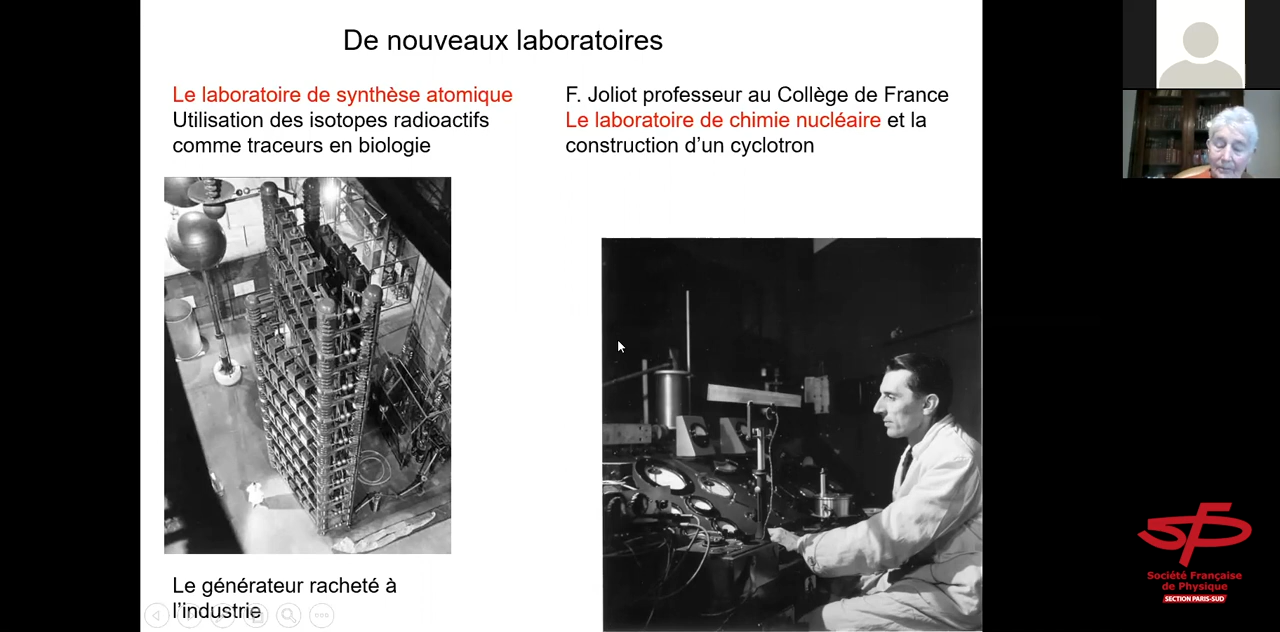 De nouveaux laboratoires
Le laboratoire de synthèse atomique
Utilisation des isotopes radioactifs
comme traceurs en biologie
F. Joliot professeur au Collège de France
Le laboratoire de chimie nucléaire et la
construction d’un cyclotron
Le générateur racheté à
l’industrie
SFP
Société Française
de Physique
SECTION PARIS-SUD